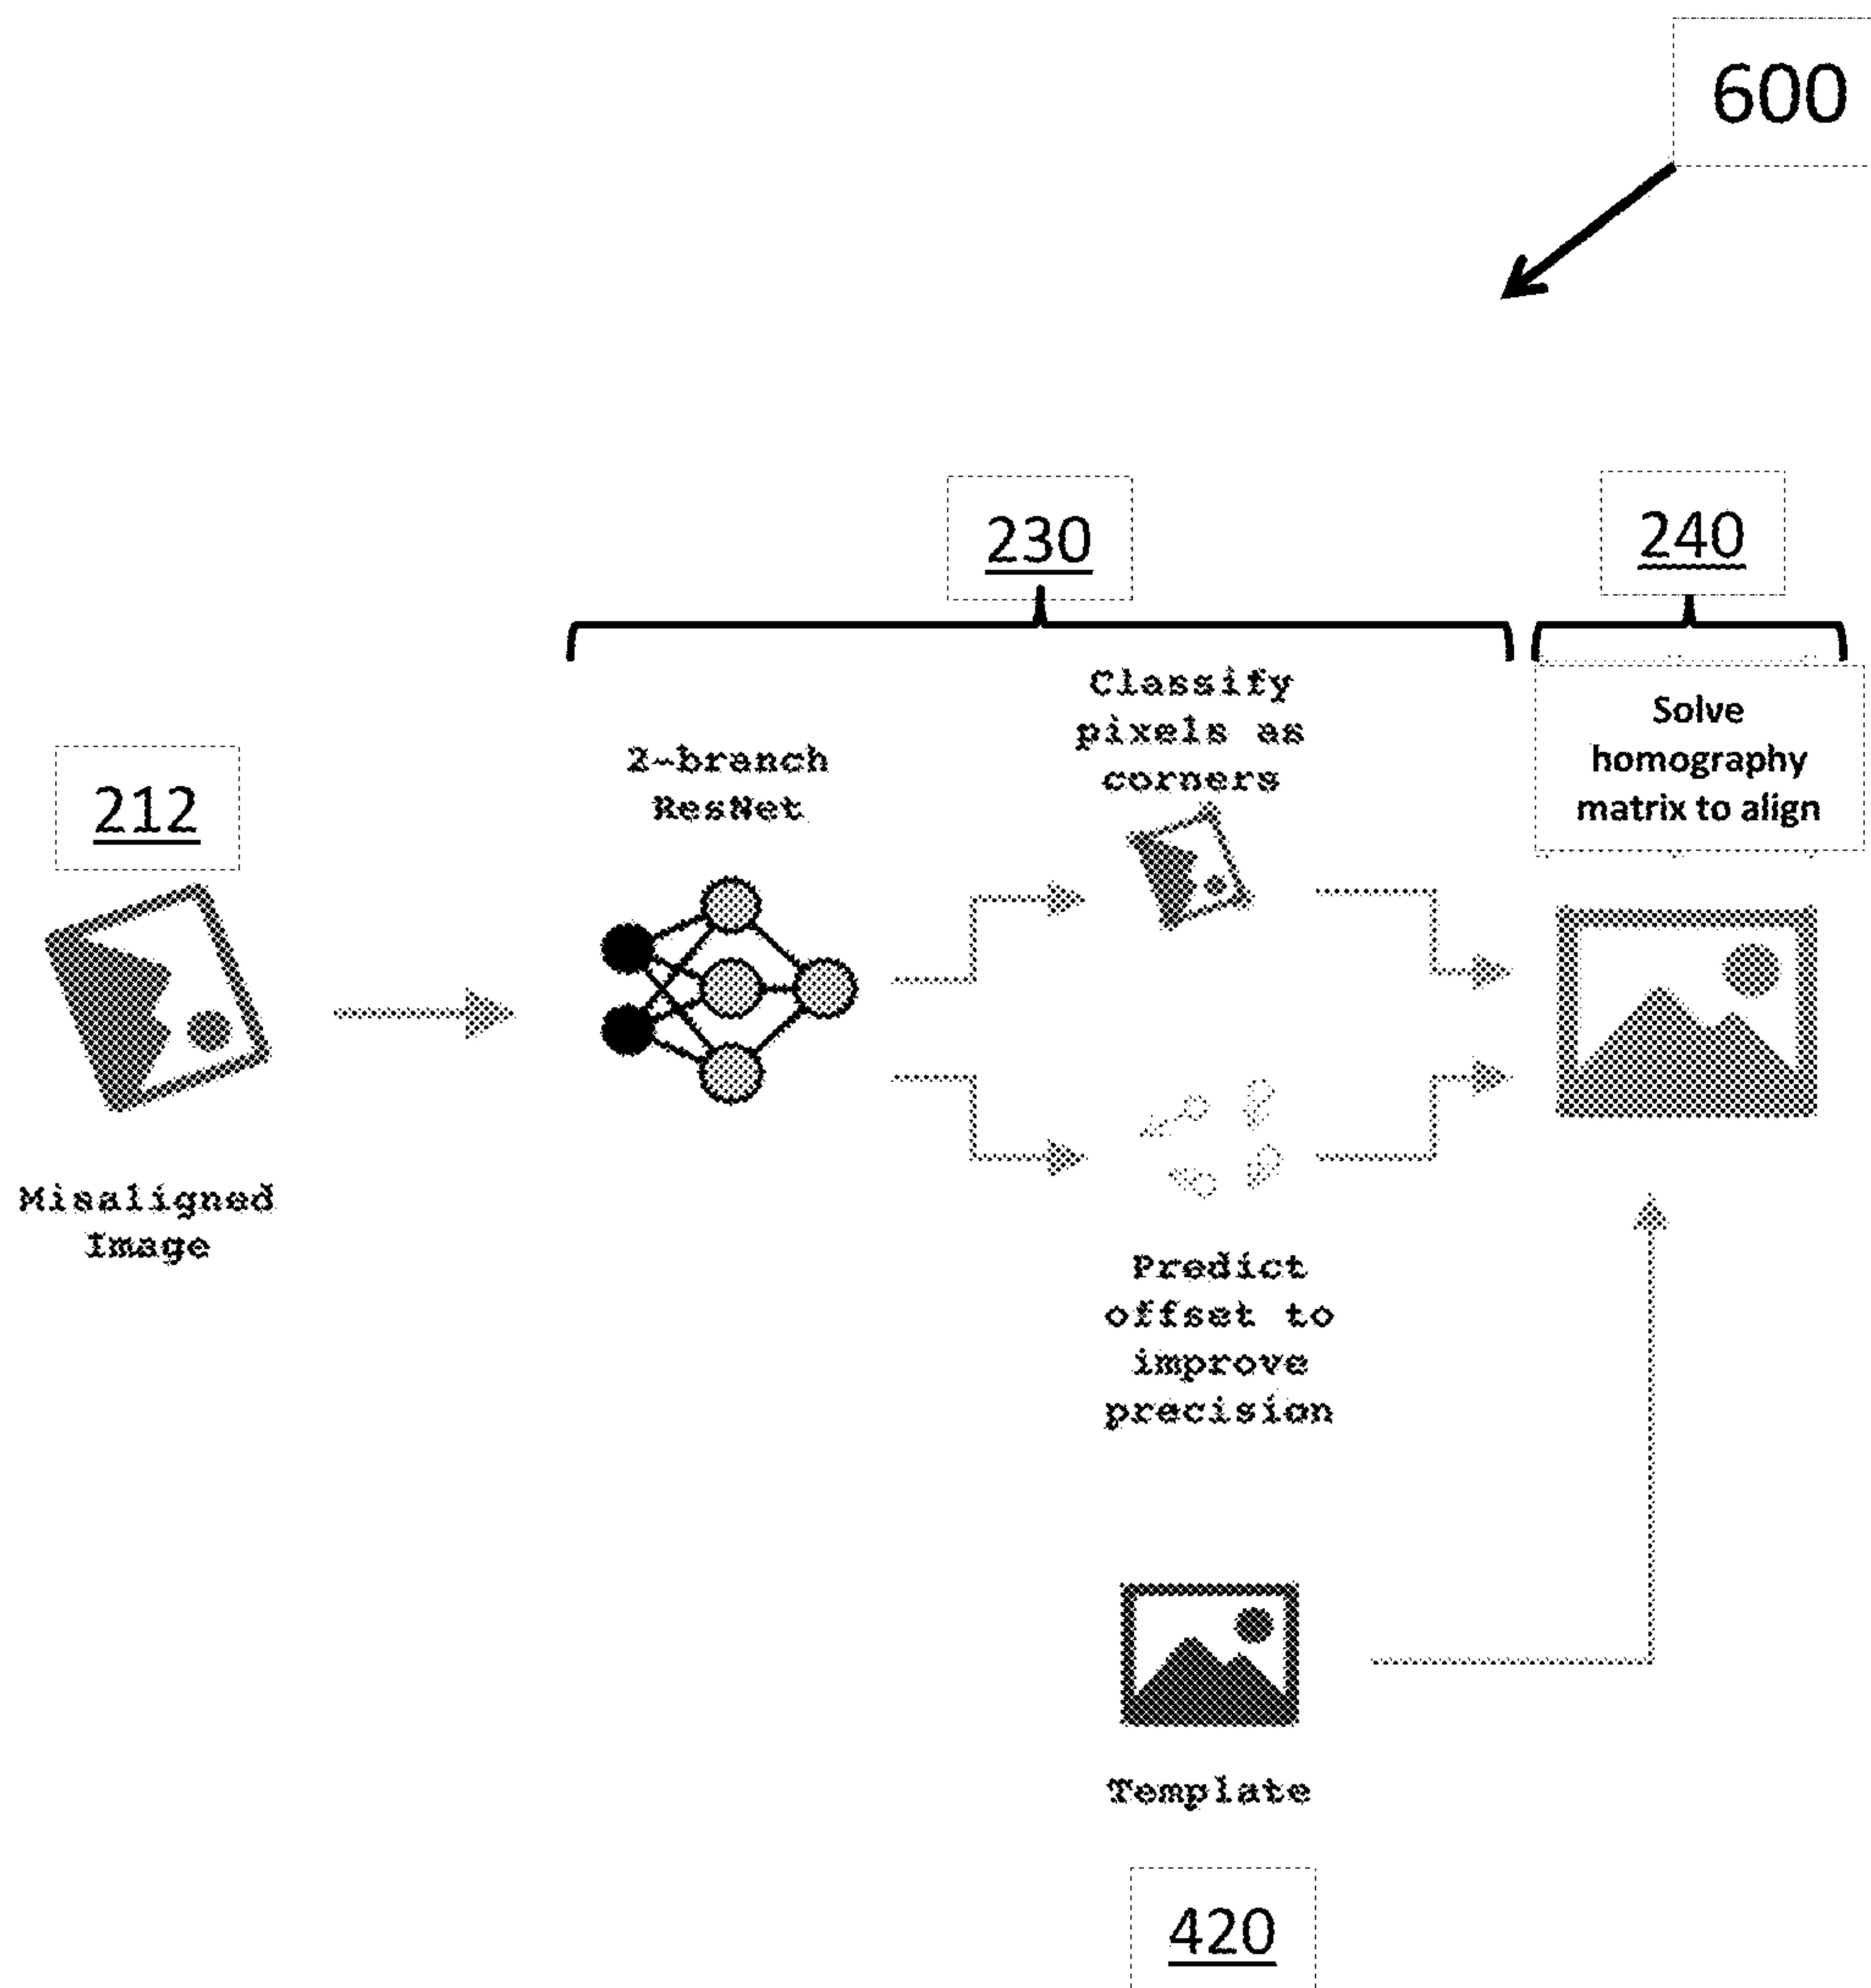 600
230
240
Classify
pixels as
corners
Solve
homography
matrix to align
2-branch
ResNet
212
Misaligned
Image
Predict
offset to
improve
precision
Template
420